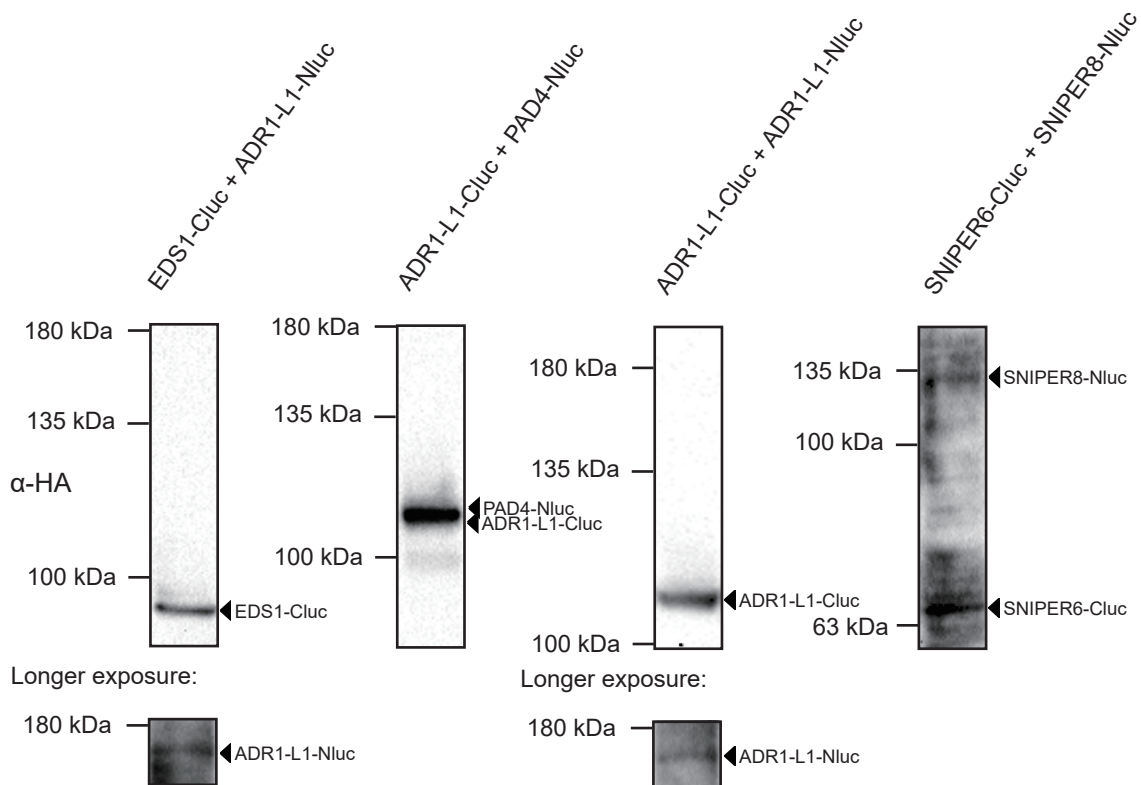 EDS1-Cluc + ADR1-L1-Nluc
ADR1-L1-Cluc + PAD4-Nluc
ADR1-L1-Cluc + ADR1-L1-Nluc
SNIPER6-Cluc + SNIPER8-Nluc
α-HA
180 kDa
135 kDa
100 kDa
EDS1-Cluc
Longer exposure:
180 kDa
ADR1-L1-Nluc
180 kDa
135 kDa
PAD4-Nluc
ADR1-L1-Cluc
100 kDa
180 kDa
135 kDa
ADR1-L1-Cluc
100 kDa
Longer exposure:
180 kDa
ADR1-L1-Nluc
135 kDa
SNIPER8-Nluc
100 kDa
SNIPER6-Cluc
63 kDa